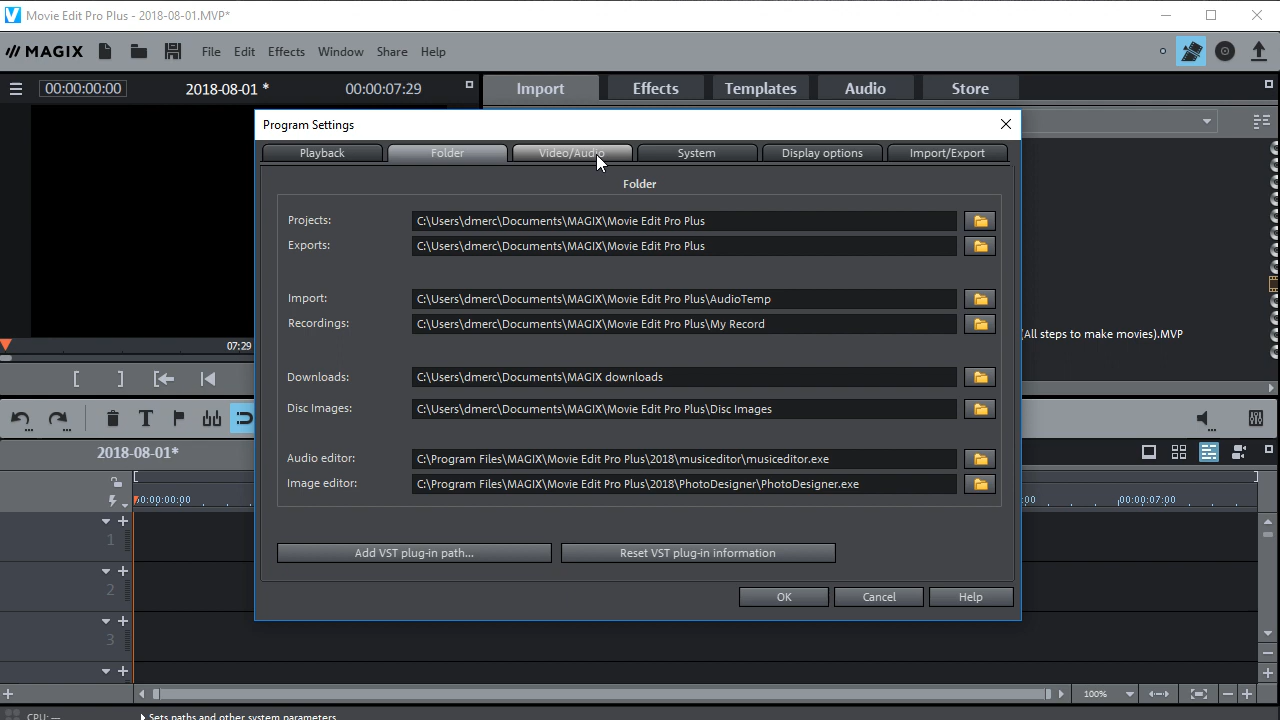 Movie Edit Pro Plus - 2018-08-01.MVP*
MAGIX File Edit Effects Window Share Help
00:00:00:00 2018-08-01 * 00:00:07:29 Import Effects Templates Audio Store
Program Settings
Playback Folder Video/Audio System Display options Import/Export
Folder
Projects: C:\Users\dmerc\Documents\MAGIX\Movie Edit Pro Plus
Exports: C:\Users\dmerc\Documents\MAGIX\Movie Edit Pro Plus
Import: C:\Users\dmerc\Documents\MAGIX\Movie Edit Pro Plus\AudioTemp
Recordings: C:\Users\dmerc\Documents\MAGIX\Movie Edit Pro Plus\My Record
(All steps to make movies).MVP
07:29
Downloads: C:\Users\dmerc\Documents\MAGIX downloads
Disc Images: C:\Users\dmerc\Documents\MAGIX\Movie Edit Pro Plus\Disc Images
2018-08-01*
Audio editor: C:\Program Files\MAGIX\Movie Edit Pro Plus\2018\musiceditor\musiceditor.exe
Image editor: C:\Program Files\MAGIX\Movie Edit Pro Plus\2018\PhotoDesigner\PhotoDesigner.exe
00:00:00:00 :00 00:00:07:00
Add VST plug-in path... Reset VST plug-in information
1
2
OK Cancel Help
3
100%
CPU: — Sets paths and other system parameters